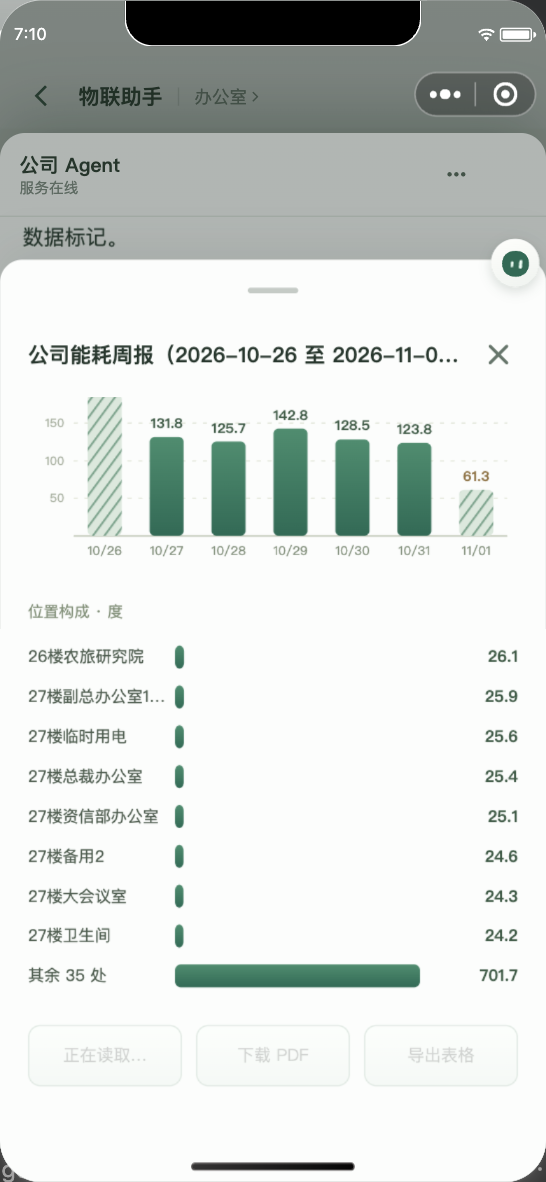 7:10
物联助手 办公室 >
公司 Agent
服务在线
数据标记。
公司能耗周报（2026-10-26 至 2026-11-0...
150
100
50
131.8
125.7
142.8
128.5
123.8
61.3
10/26 10/27 10/28 10/29 10/30 10/31 11/01
位置构成 · 度
26楼农旅研究院 26.1
27楼副总办公室1... 25.9
27楼临时用电 25.6
27楼总裁办公室 25.4
27楼资信部办公室 25.1
27楼备用2 24.6
27楼大会议室 24.3
27楼卫生间 24.2
其余 35 处 701.7
正在读取... 下载 PDF 导出表格